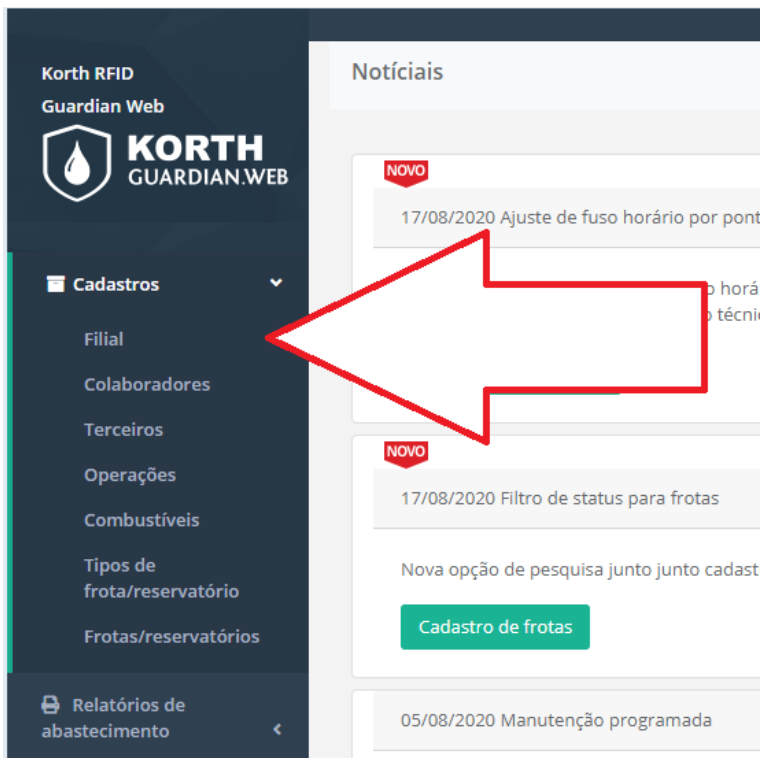 Korth RFID
Guardian Web
KORTH
GUARDIAN.WEB
Cadastros
Filial
Colaboradores
Terceiros
Operações
Combustíveis
Tipos de
frota/reservatório
Frotas/reservatórios
Relatórios de
abastecimento
Notíciais
NOVO
17/08/2020 Ajuste de fuso horário por
NOVO
17/08/2020 Filtro de status para frotas
Nova opção de pesquisa junto junto
Cadastro de frotas
05/08/2020 Manutenção programada